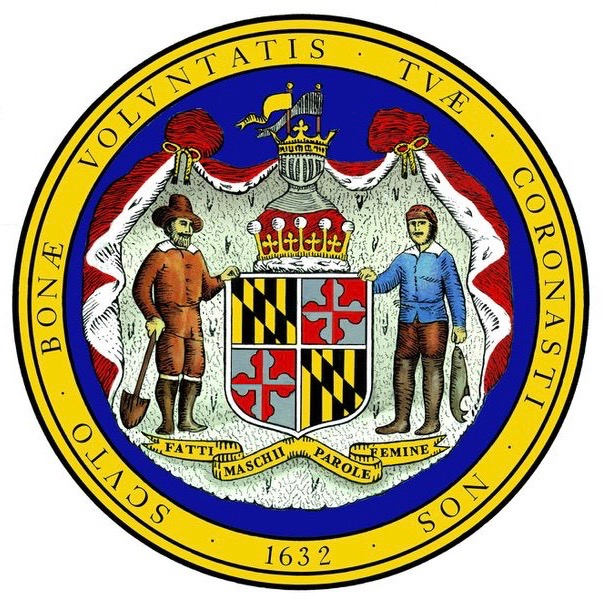 SCVTO · BONÆ · VOLVNTATIS · TVÆ · CORONASTI · NOS ·
1632 ·
FATTI MASCHII PAROLE FEMINE